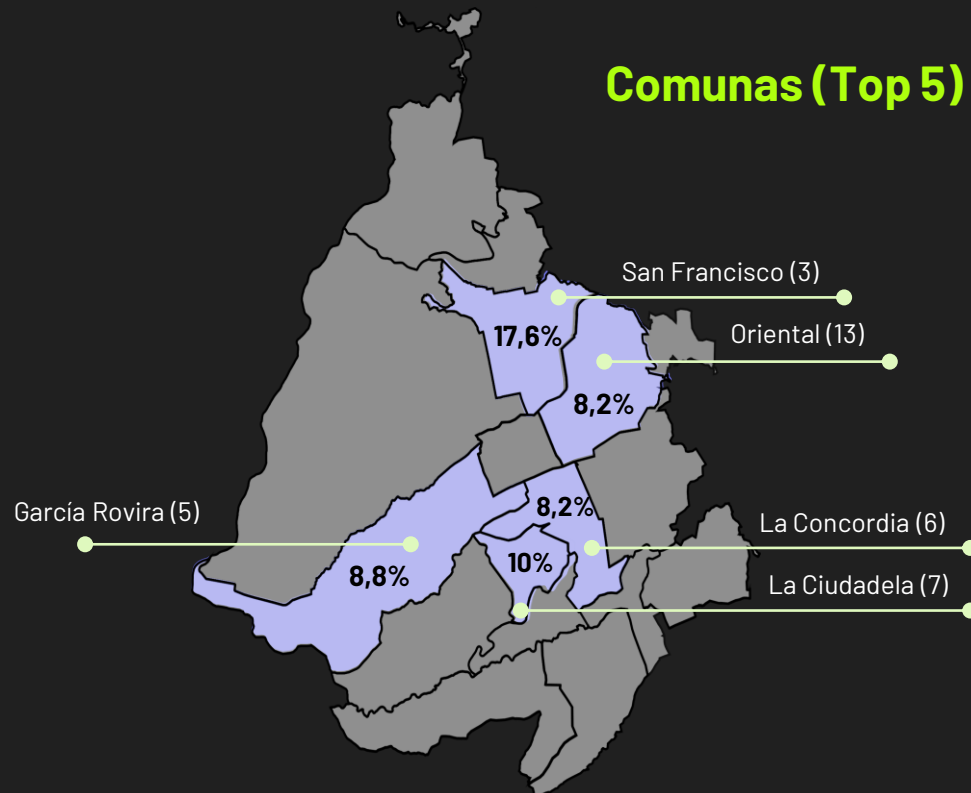 Comunas (Top 5)
San Francisco (3)
17,6%
Oriental (13)
8,2%
García Rovira (5)
8,2%
La Concordia (6)
10%
8,8%
La Ciudadela (7)